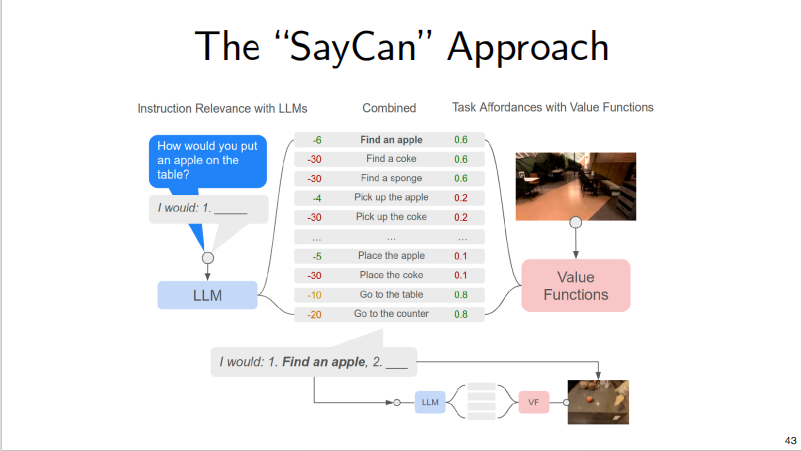 The “SayCan” Approach
Instruction Relevance with LLMs
Combined
Task Affordances with Value Functions
How would you put
an apple on the
table?
I would: 1. _____
LLM
-6 Find an apple 0.6
-30 Find a coke 0.6
-30 Find a sponge 0.6
-4 Pick up the apple 0.2
-30 Pick up the coke 0.2
... ... ...
-5 Place the apple 0.1
-30 Place the coke 0.1
-10 Go to the table 0.8
-20 Go to the counter 0.8
Value
Functions
I would: 1. Find an apple, 2. ___
LLM
VF
43